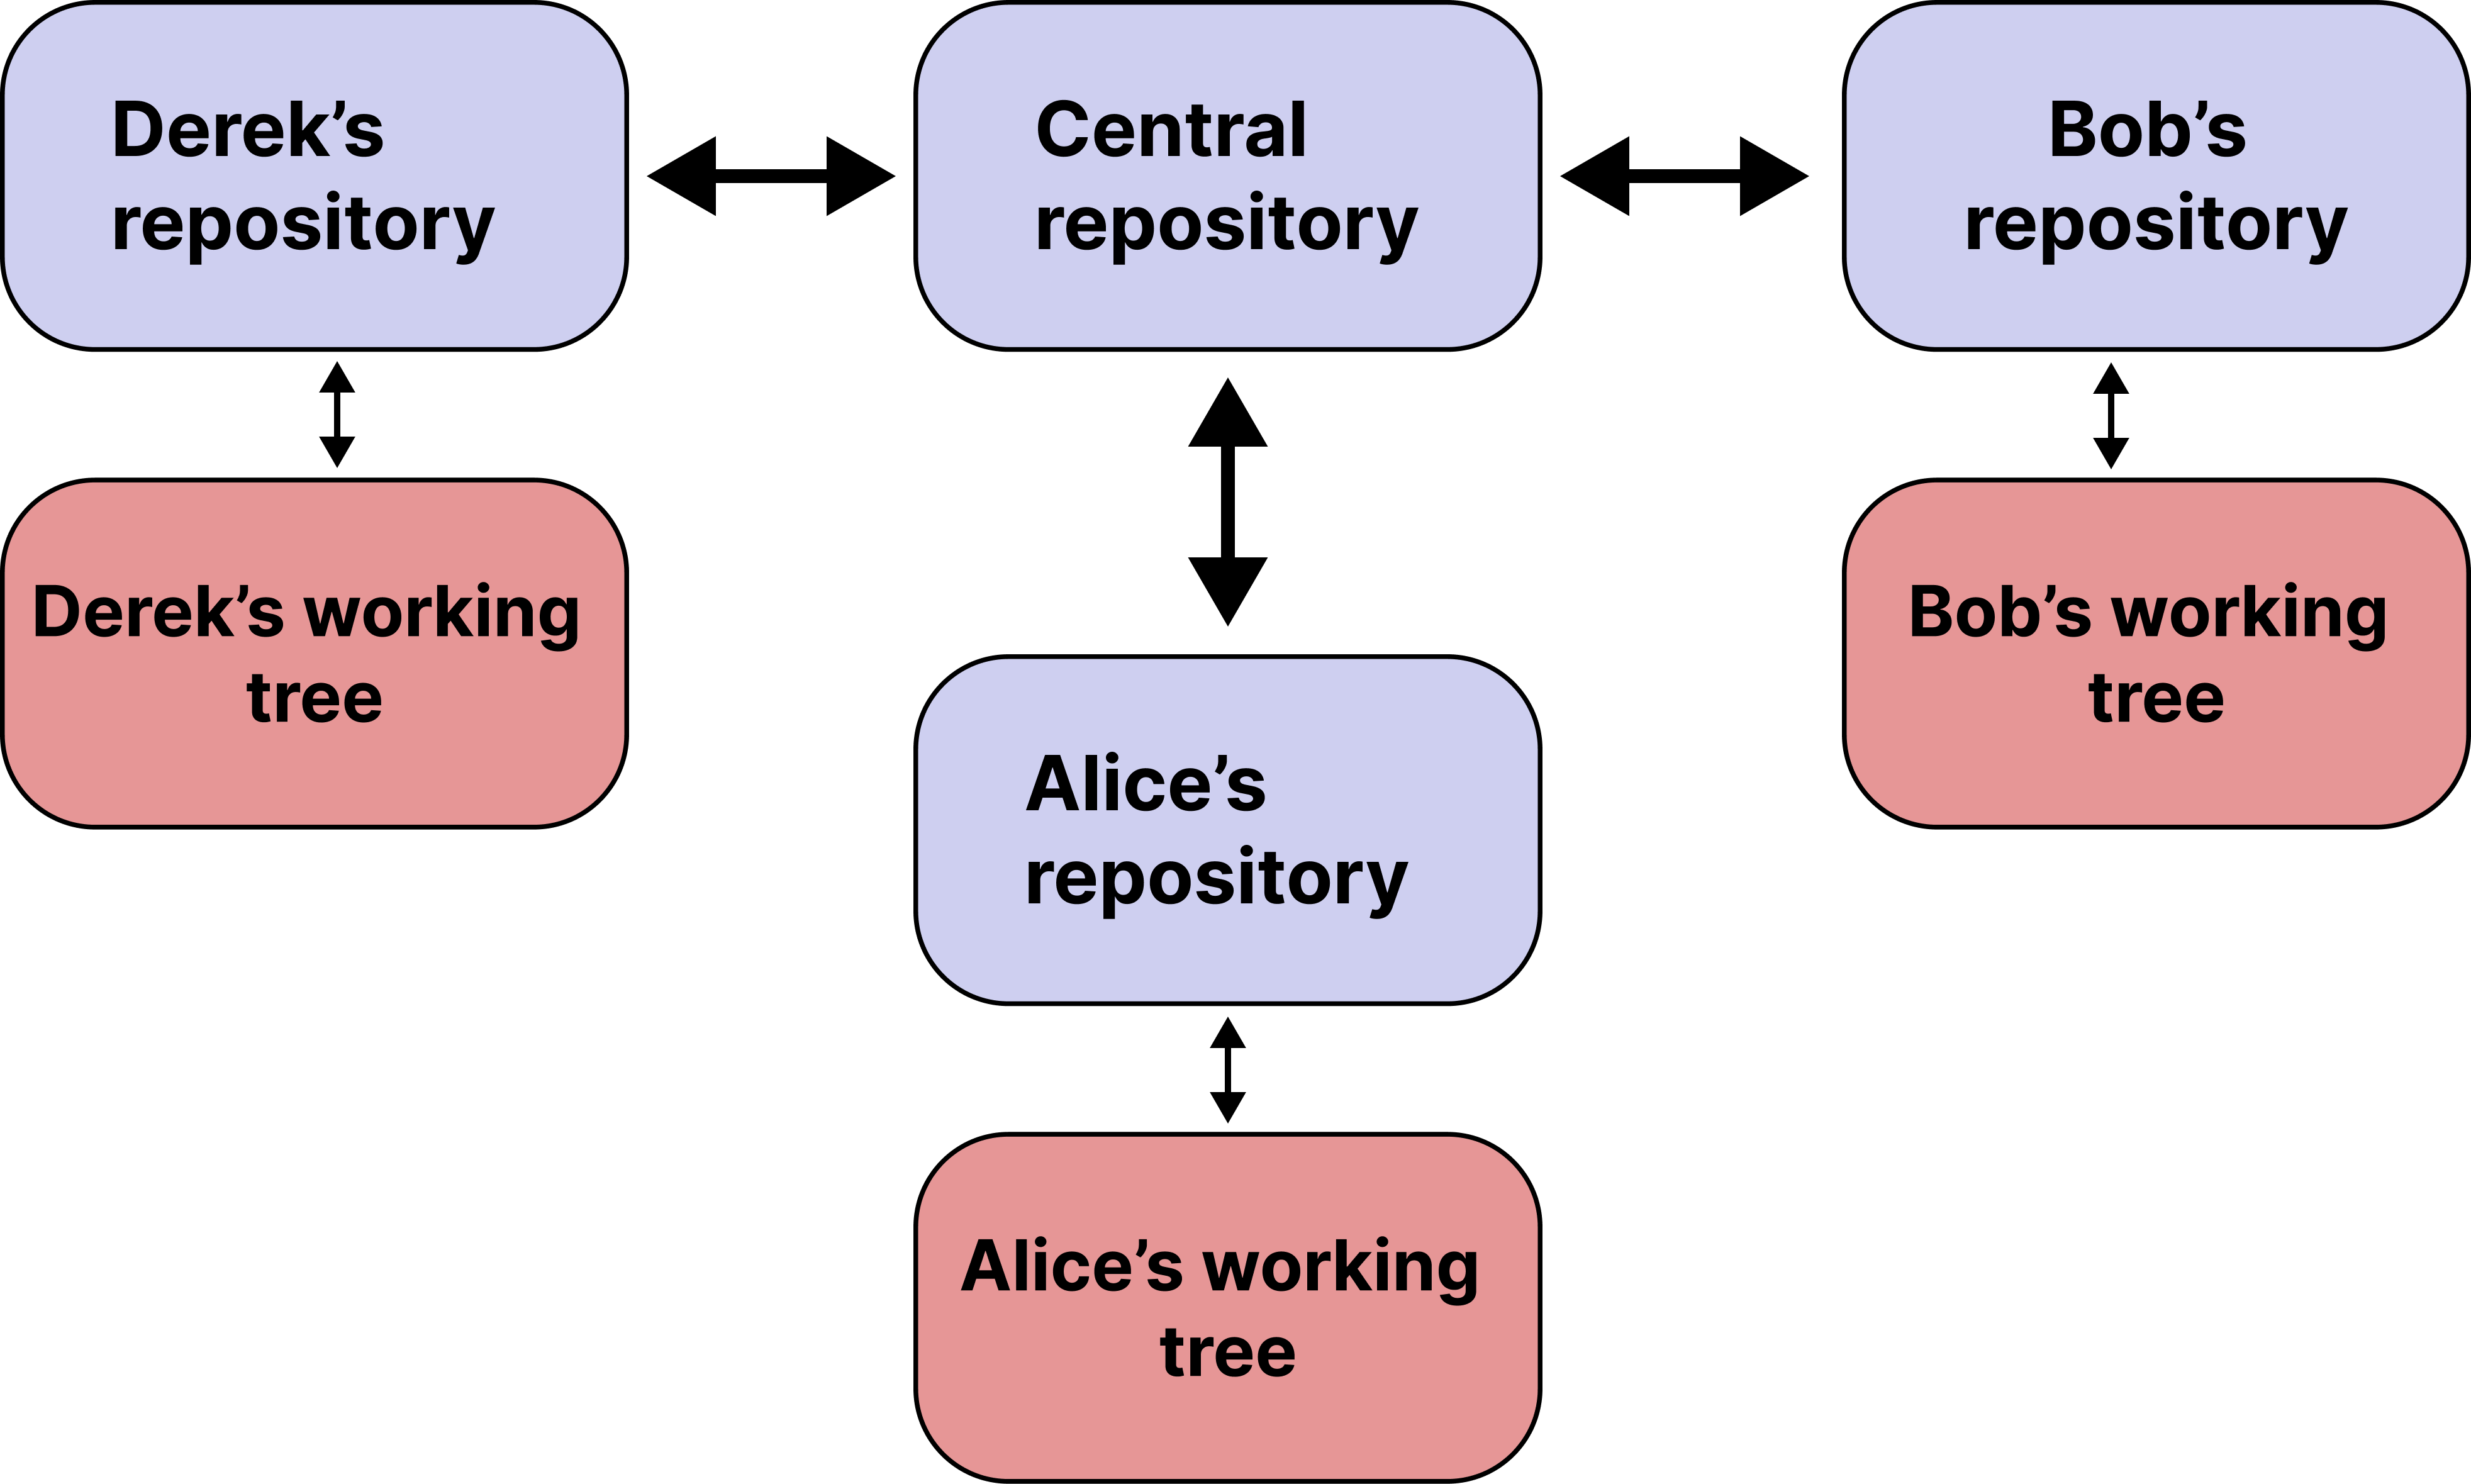 Derek’s
repository
Central
repository
Bob’s
repository
Derek’s working
tree
Bob’s working
tree
Alice’s
repository
Alice’s working
tree